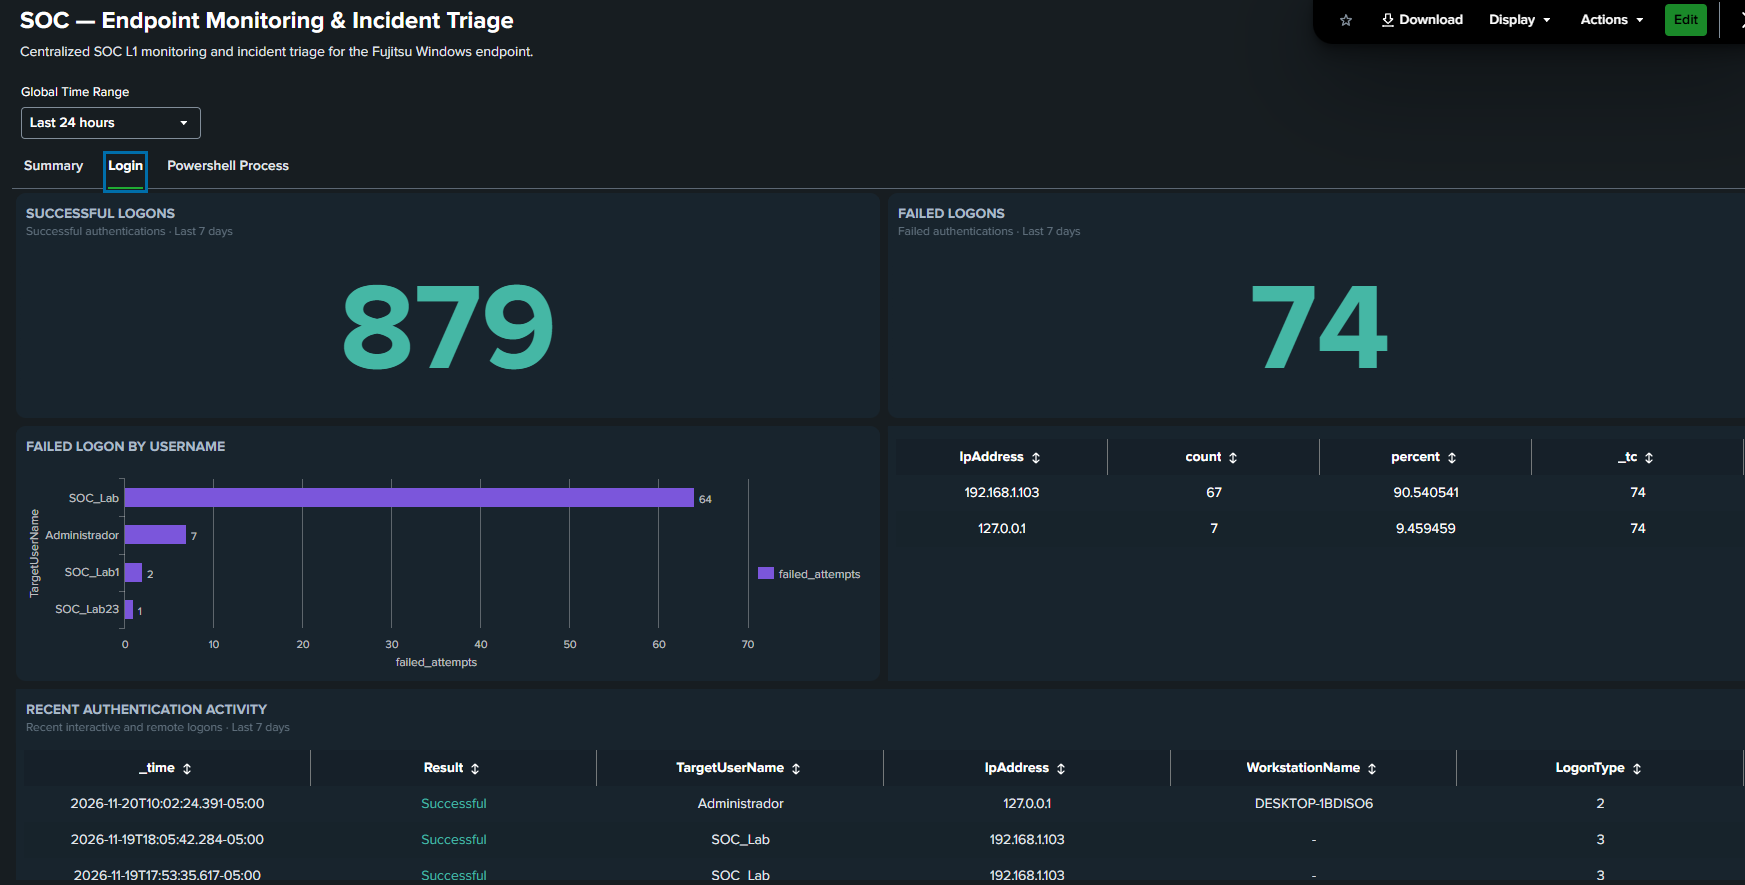 SOC — Endpoint Monitoring & Incident Triage
Download Display Actions Edit
Centralized SOC L1 monitoring and incident triage for the Fujitsu Windows endpoint.
Global Time Range
Last 24 hours
Summary Login Powershell Process
SUCCESSFUL LOGONS
Successful authentications · Last 7 days
879
FAILED LOGONS
Failed authentications · Last 7 days
74
FAILED LOGON BY USERNAME
TargetUserName
SOC_Lab 64
Administrador 7
SOC_Lab1 2
SOC_Lab23 1
0 10 20 30 40 50 60 70
failed_attempts
failed_attempts
IpAddress count percent _tc
192.168.1.103 67 90.540541 74
127.0.0.1 7 9.459459 74
RECENT AUTHENTICATION ACTIVITY
Recent interactive and remote logons · Last 7 days
_time Result TargetUserName IpAddress WorkstationName LogonType
2026-11-20T10:02:24.391-05:00 Successful Administrador 127.0.0.1 DESKTOP-1BDISO6 2
2026-11-19T18:05:42.284-05:00 Successful SOC_Lab 192.168.1.103 - 3
2026-11-19T17:53:35.617-05:00 Successful SOC_Lab 192.168.1.103 - 3